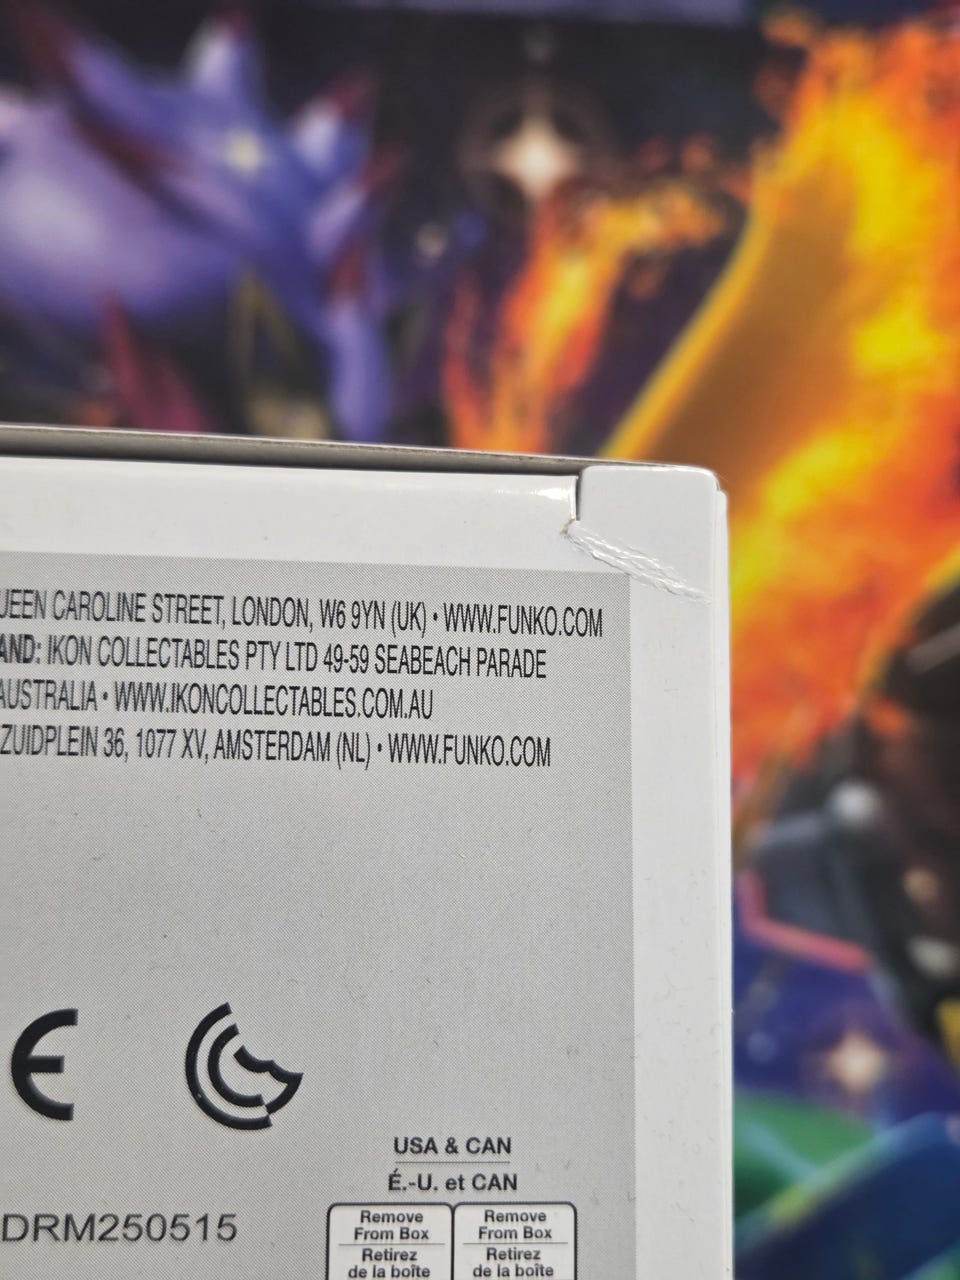 UEEN CAROLINE STREET, LONDON, W6 9YN (UK) • WWW.FUNKO.COM
AND: IKON COLLECTABLES PTY LTD 49-59 SEABEACH PARADE
AUSTRALIA • WWW.IKONCOLLECTABLES.COM.AU
ZUIDPLEIN 36, 1077 XV, AMSTERDAM (NL) • WWW.FUNKO.COM
CE
USA & CAN
É.-U. et CAN
DRM250515
Remove Remove
From Box From Box
Retirez Retirez
de la boîte de la boîte